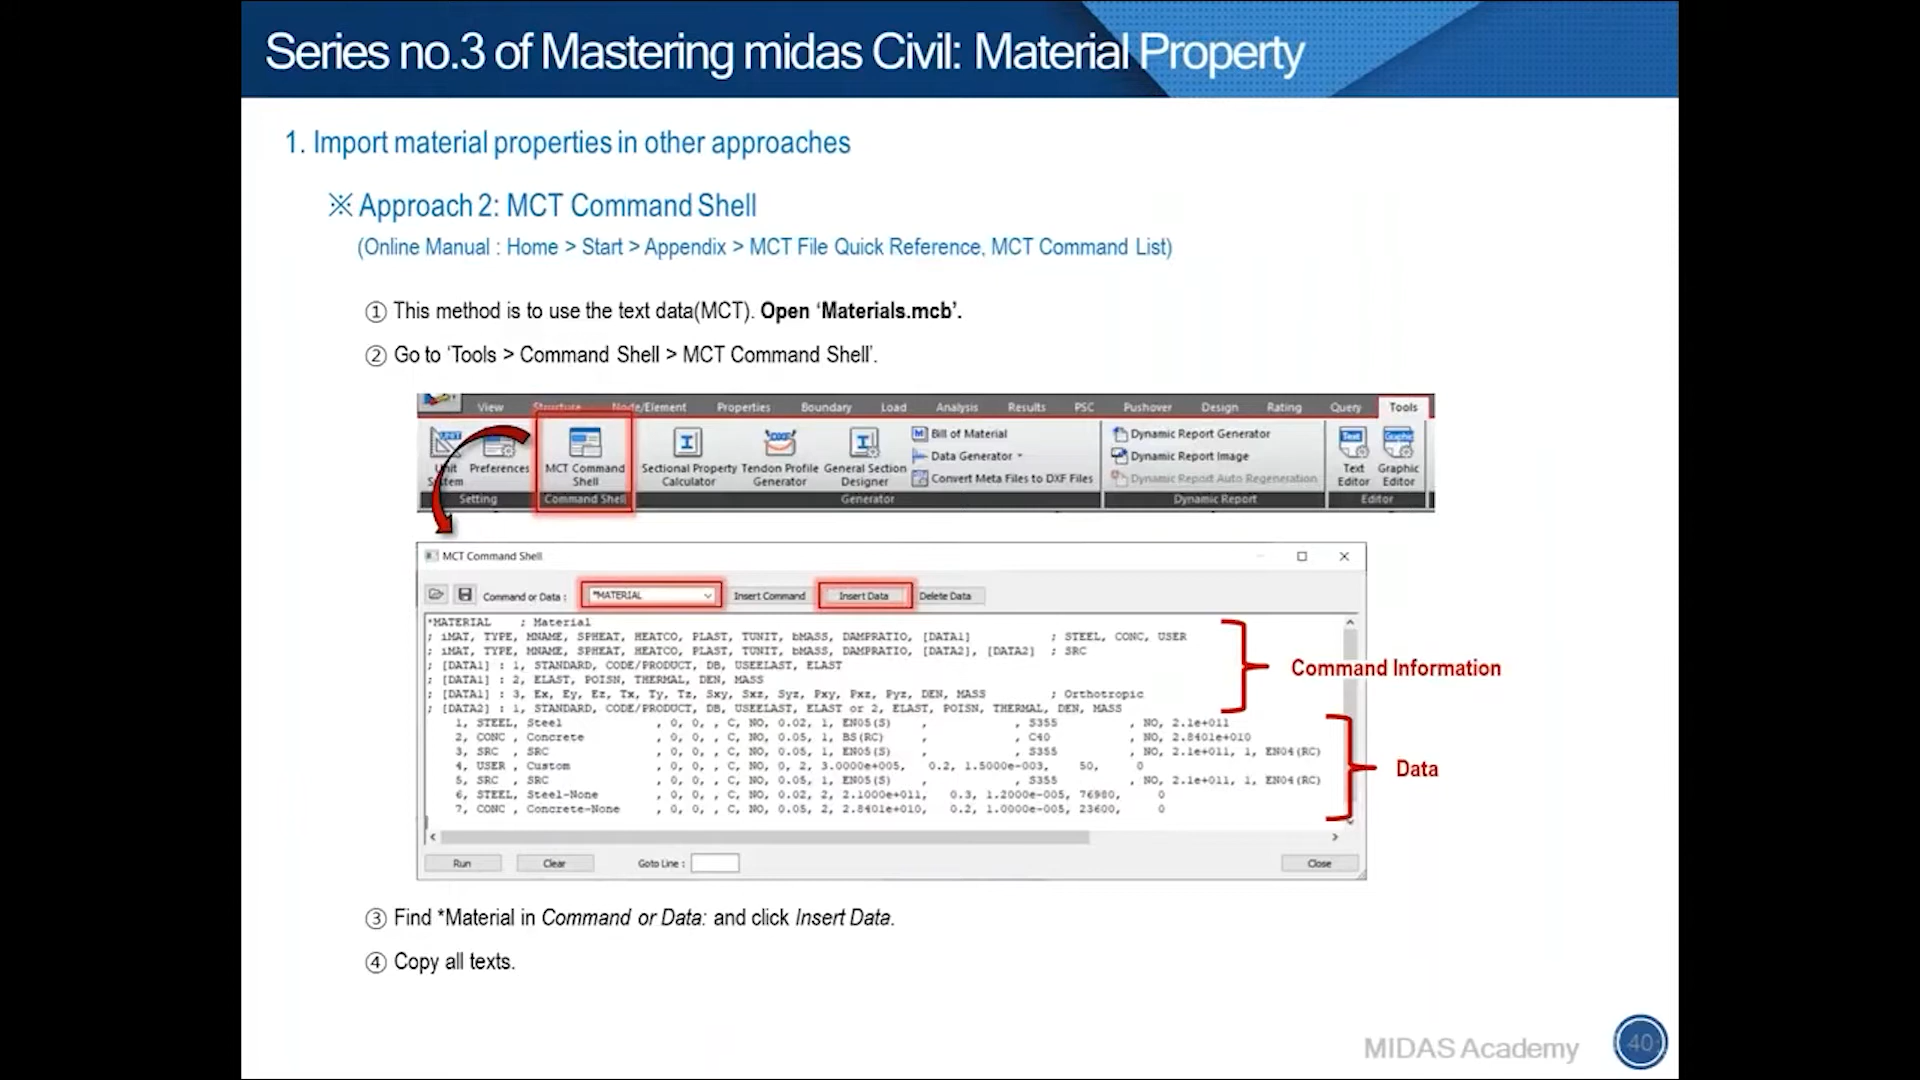 Series no.3 of Mastering midas Civil: Material Property
1. Import material properties in other approaches
※ Approach 2: MCT Command Shell
(Online Manual : Home > Start > Appendix > MCT File Quick Reference, MCT Command List)
① This method is to use the text data(MCT). Open ‘Materials.mcb’.
② Go to ‘Tools > Command Shell > MCT Command Shell’.
View Structure Node/Element Properties Boundary Load Analysis Results PSC Pushover Design Rating Query Tools
Unit System
Preferences
MCT Command Shell
Sectional Property Calculator
Tendon Profile Generator
General Section Designer
Bill of Material
Data Generator
Convert Meta Files to DXF Files
Dynamic Report Generator
Dynamic Report Image
Dynamic Report Auto Regeneration
Text Editor
Graphic Editor
Setting Command Shell Generator Dynamic Report Editor
MCT Command Shell
Command or Data : *MATERIAL Insert Command Insert Data Delete Data
*MATERIAL ; Material
; iMAT, TYPE, MNAME, SPHEAT, HEATCO, PLAST, TUNIT, bMASS, DAMPRATIO, [DATA1] ; STEEL, CONC, USER
; iMAT, TYPE, MNAME, SPHEAT, HEATCO, PLAST, TUNIT, bMASS, DAMPRATIO, [DATA2], [DATA2] ; SRC
; [DATA1] : 1, STANDARD, CODE/PRODUCT, DB, USEELAST, ELAST
; [DATA1] : 2, ELAST, POISN, THERMAL, DEN, MASS
; [DATA1] : 3, Ex, Ey, Ez, Tx, Ty, Tz, Sxy, Sxz, Syz, Pxy, Pxz, Pyz, DEN, MASS ; Orthotropic
; [DATA2] : 1, STANDARD, CODE/PRODUCT, DB, USEELAST, ELAST or 2, ELAST, POISN, THERMAL, DEN, MASS
1, STEEL, Steel , 0, 0, , C, NO, 0.02, 1, EN05(S) , , S355 , NO, 2.1e+011
2, CONC , Concrete , 0, 0, , C, NO, 0.05, 1, BS(RC) , , C40 , NO, 2.8401e+010
3, SRC , SRC , 0, 0, , C, NO, 0.05, 1, EN05(S) , , S355 , NO, 2.1e+011, 1, EN04(RC)
4, USER , Custom , 0, 0, , C, NO, 0, 2, 3.0000e+005, 0.2, 1.5000e-003, 50, 0
5, SRC , SRC , 0, 0, , C, NO, 0.05, 1, EN05(S) , , S355 , NO, 2.1e+011, 1, EN04(RC)
6, STEEL, Steel-None , 0, 0, , C, NO, 0.02, 2, 2.1000e+011, 0.3, 1.2000e-005, 76980, 0
7, CONC , Concrete-None , 0, 0, , C, NO, 0.05, 2, 2.8401e+010, 0.2, 1.0000e-005, 23600, 0
Command Information
Data
Run Clear Goto Line : Close
③ Find *Material in Command or Data: and click Insert Data.
④ Copy all texts.
MIDAS Academy
40